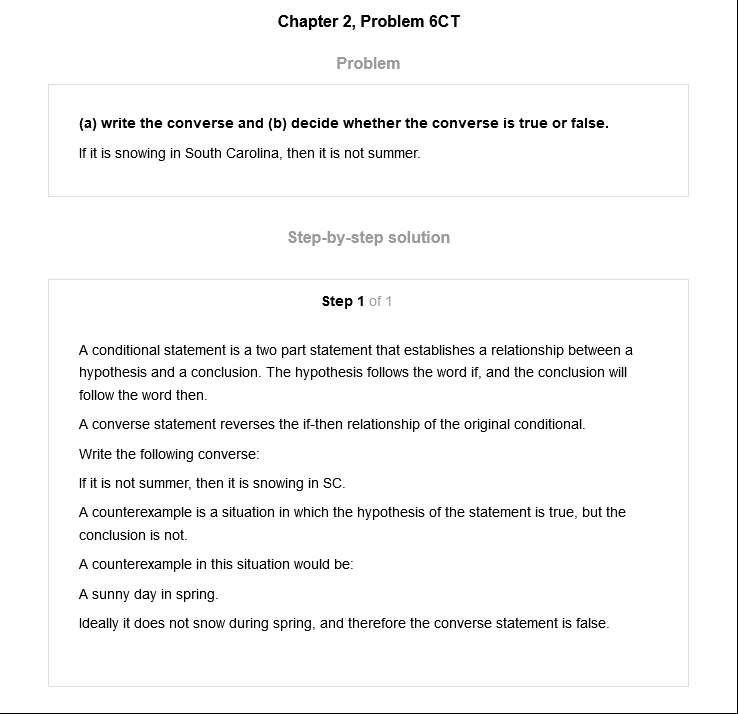 Chapter 2, Problem 6CT
Problem
(a) write the converse and (b) decide whether the converse is true or false.
If it is snowing in South Carolina, then it is not summer.
Step-by-step solution
Step 1 of 1
A conditional statement is a two part statement that establishes a relationship between a
hypothesis and a conclusion. The hypothesis follows the word if, and the conclusion will
follow the word then.
A converse statement reverses the if-then relationship of the original conditional.
Write the following converse:
If it is not summer, then it is snowing in SC.
A counterexample is a situation in which the hypothesis of the statement is true, but the
conclusion is not.
A counterexample in this situation would be:
A sunny day in spring.
Ideally it does not snow during spring, and therefore the converse statement is false.